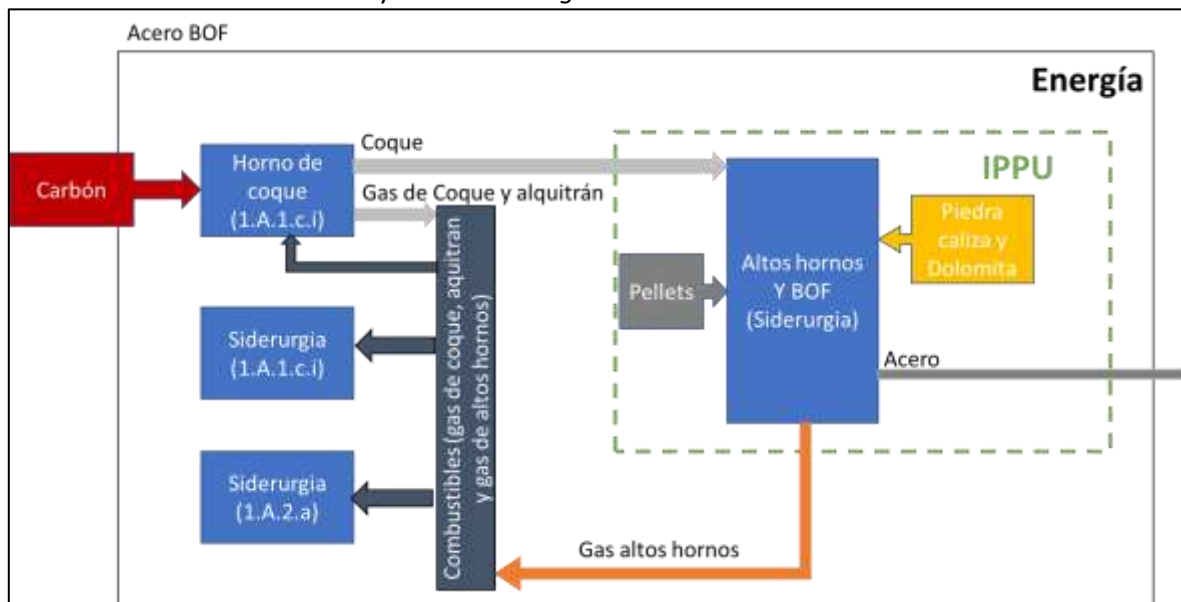 Acero BOF
Energía
Carbón
Horno de
coque
(1.A.1.c.i)
Coque
Gas de Coque y alquitrán
IPPU
Piedra
caliza y
Dolomita
Altos hornos
Y BOF
(Siderurgia)
Pellets
Siderurgia
(1.A.1.c.i)
Siderurgia
(1.A.2.a)
Combustibles (gas de coque, aquitran
y gas de altos hornos)
Acero
Gas altos hornos